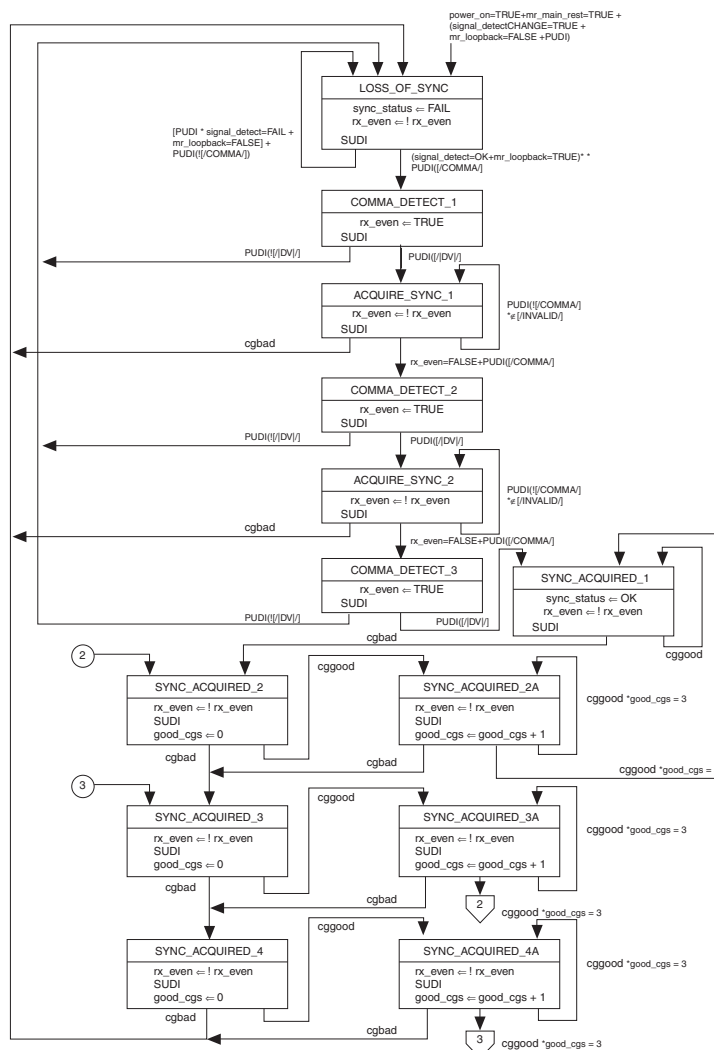 power_on=TRUE+mr_main_rest=TRUE +
(signal_detectCHANGE=TRUE +
mr_loopback=FALSE +PUDI)
LOSS_OF_SYNC
sync_status ⇐ FAIL
rx_even ⇐ ! rx_even
SUDI
[PUDI * signal_detect=FAIL +
mr_loopback=FALSE] +
PUDI(![/COMMA/])
(signal_detect=OK+mr_loopback=TRUE)* *
PUDI([/COMMA/]
COMMA_DETECT_1
rx_even ⇐ TRUE
SUDI
PUDI(![/|DV|/]
PUDI([/|DV|/]
ACQUIRE_SYNC_1
rx_even ⇐ ! rx_even
SUDI
PUDI(![/COMMA/]
*∉[/INVALID/]
cgbad
rx_even=FALSE+PUDI([/COMMA/]
COMMA_DETECT_2
rx_even ⇐ TRUE
SUDI
PUDI(![/|DV|/]
PUDI([/|DV|/]
ACQUIRE_SYNC_2
rx_even ⇐ ! rx_even
SUDI
PUDI(![/COMMA/]
*∉[/INVALID/]
cgbad
rx_even=FALSE+PUDI([/COMMA/]
COMMA_DETECT_3
rx_even ⇐ TRUE
SUDI
PUDI(![/|DV|/]
PUDI([/|DV|/]
SYNC_ACQUIRED_1
sync_status ⇐ OK
rx_even ⇐ ! rx_even
SUDI
cgbad
cggood
2
SYNC_ACQUIRED_2
rx_even ⇐ ! rx_even
SUDI
good_cgs ⇐ 0
cggood
SYNC_ACQUIRED_2A
rx_even ⇐ ! rx_even
SUDI
good_cgs ⇐ good_cgs + 1
cggood *good_cgs = 3
cgbad
cgbad
cggood *good_cgs =
3
SYNC_ACQUIRED_3
rx_even ⇐ ! rx_even
SUDI
good_cgs ⇐ 0
cggood
SYNC_ACQUIRED_3A
rx_even ⇐ ! rx_even
SUDI
good_cgs ⇐ good_cgs + 1
cggood *good_cgs = 3
cgbad
cgbad
2
cggood *good_cgs = 3
SYNC_ACQUIRED_4
rx_even ⇐ ! rx_even
SUDI
good_cgs ⇐ 0
cggood
SYNC_ACQUIRED_4A
rx_even ⇐ ! rx_even
SUDI
good_cgs ⇐ good_cgs + 1
cggood *good_cgs = 3
cgbad
cgbad
3
cggood *good_cgs = 3